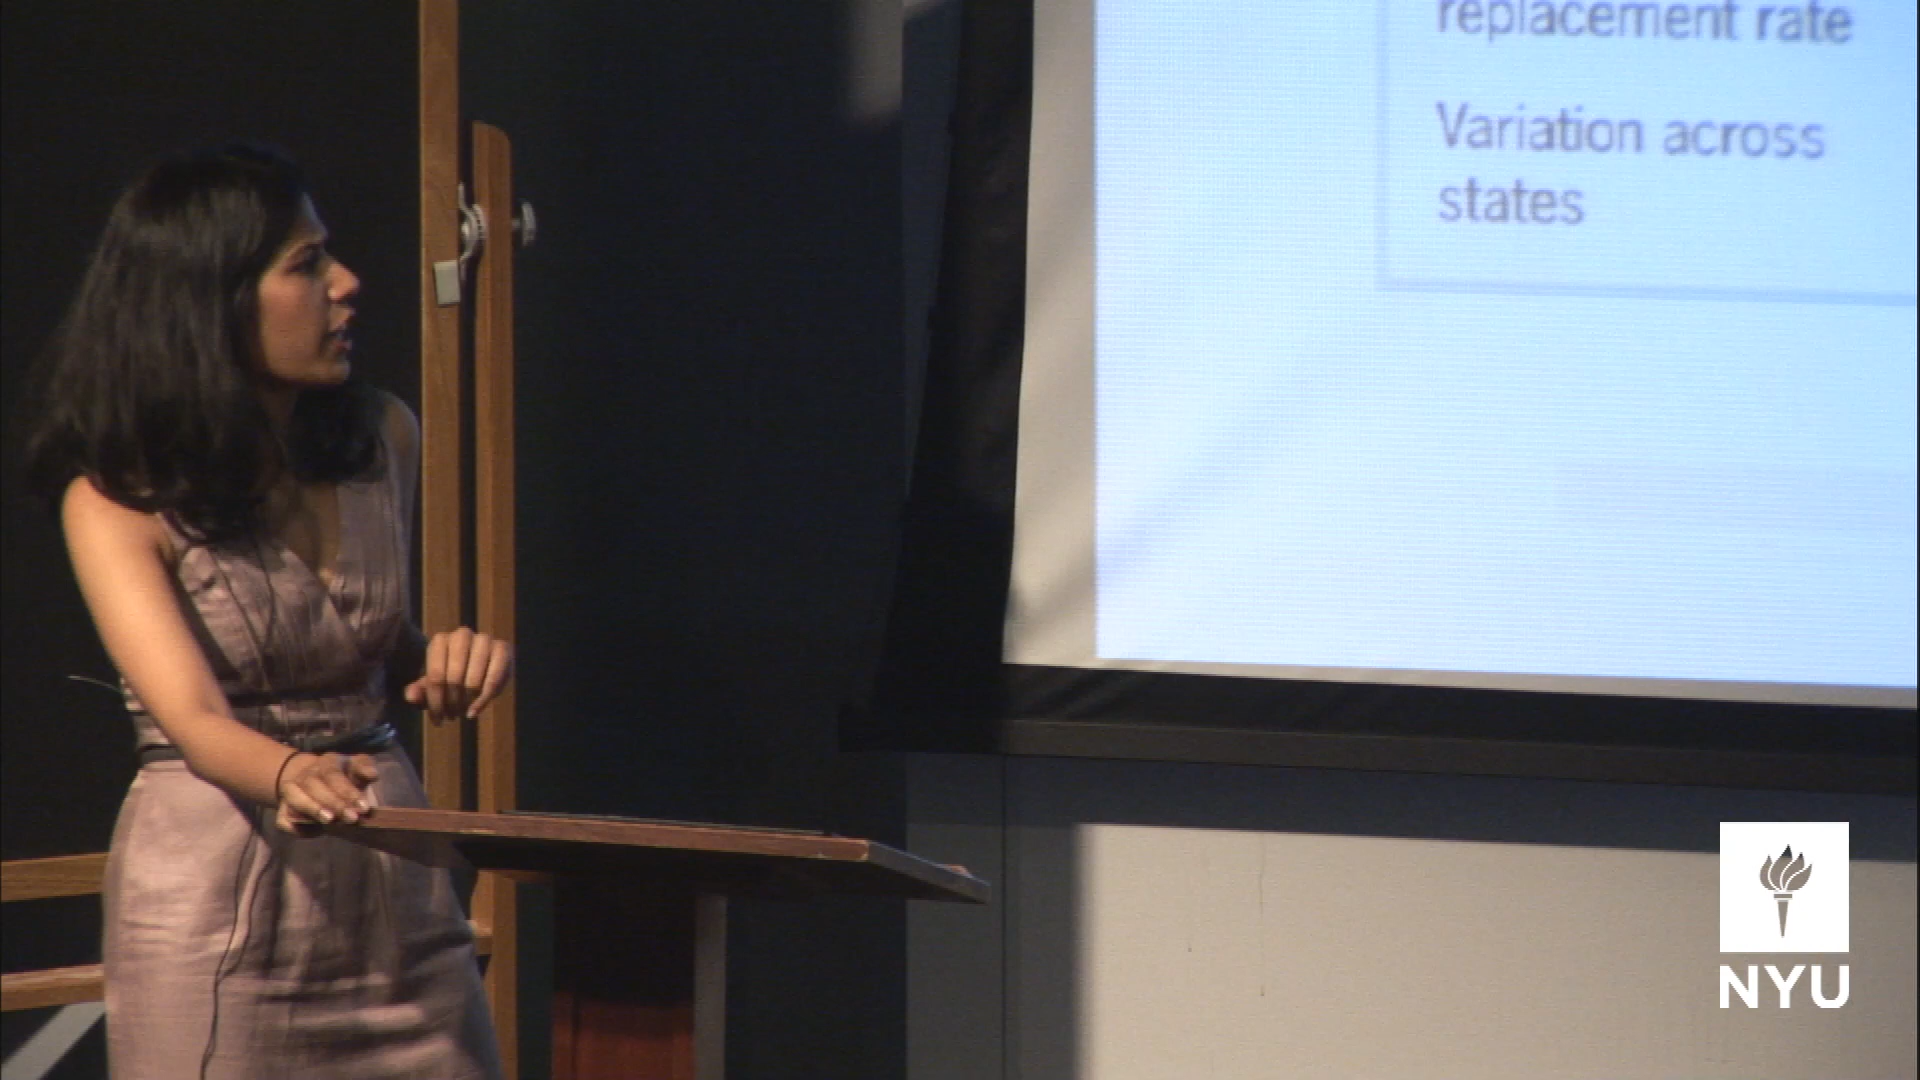 replacement rate
Variation across
states
NYU